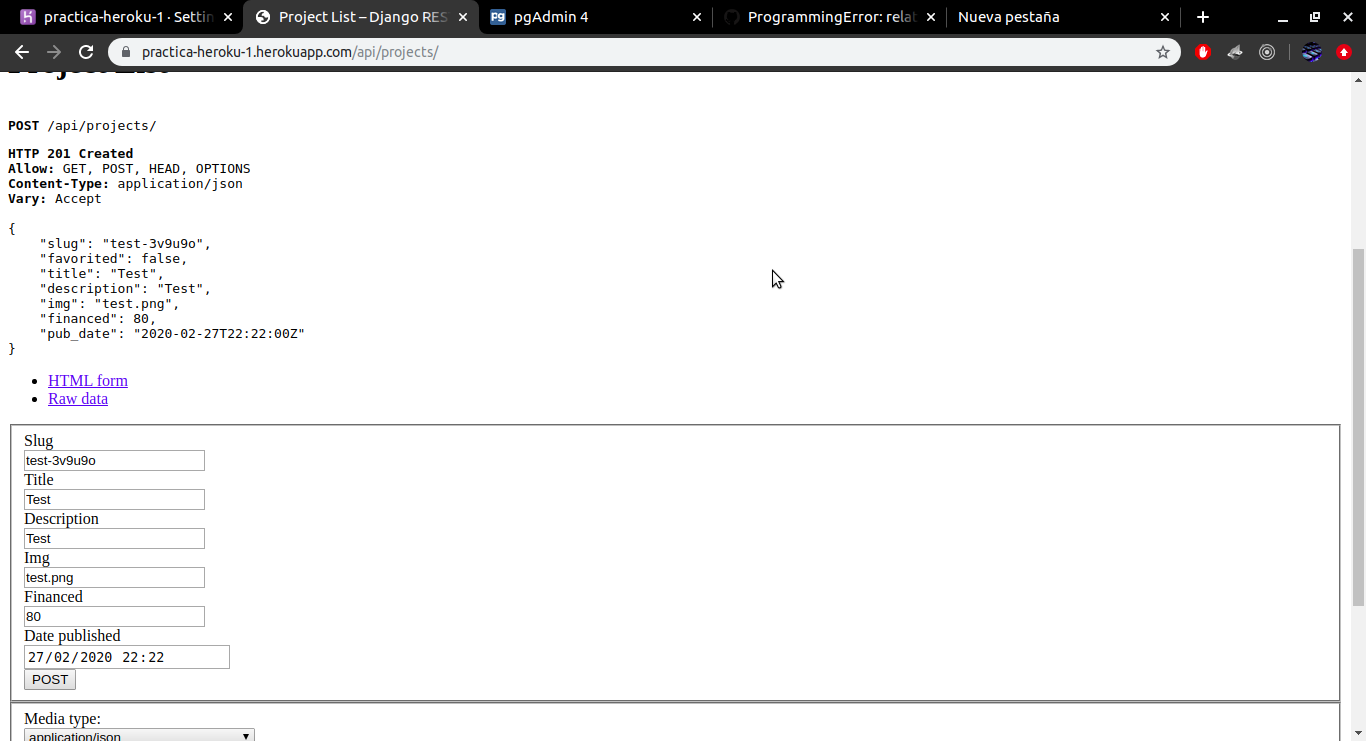 practica-heroku-1 · Settin
Project List – Django RES
pgAdmin 4
ProgrammingError: relat
Nueva pestaña
practica-heroku-1.herokuapp.com/api/projects/
Project List
POST /api/projects/
HTTP 201 Created
Allow: GET, POST, HEAD, OPTIONS
Content-Type: application/json
Vary: Accept
{
"slug": "test-3v9u9o",
"favorited": false,
"title": "Test",
"description": "Test",
"img": "test.png",
"financed": 80,
"pub_date": "2020-02-27T22:22:00Z"
}
HTML form
Raw data
Slug
test-3v9u9o
Title
Test
Description
Test
Img
test.png
Financed
80
Date published
27/02/2020 22:22
POST
Media type:
application/json